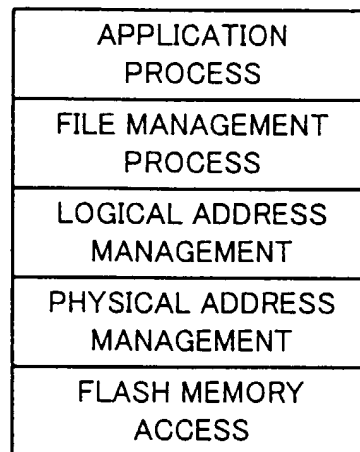 APPLICATION
PROCESS
FILE MANAGEMENT
PROCESS
LOGICAL ADDRESS
MANAGEMENT
PHYSICAL ADDRESS
MANAGEMENT
FLASH MEMORY
ACCESS